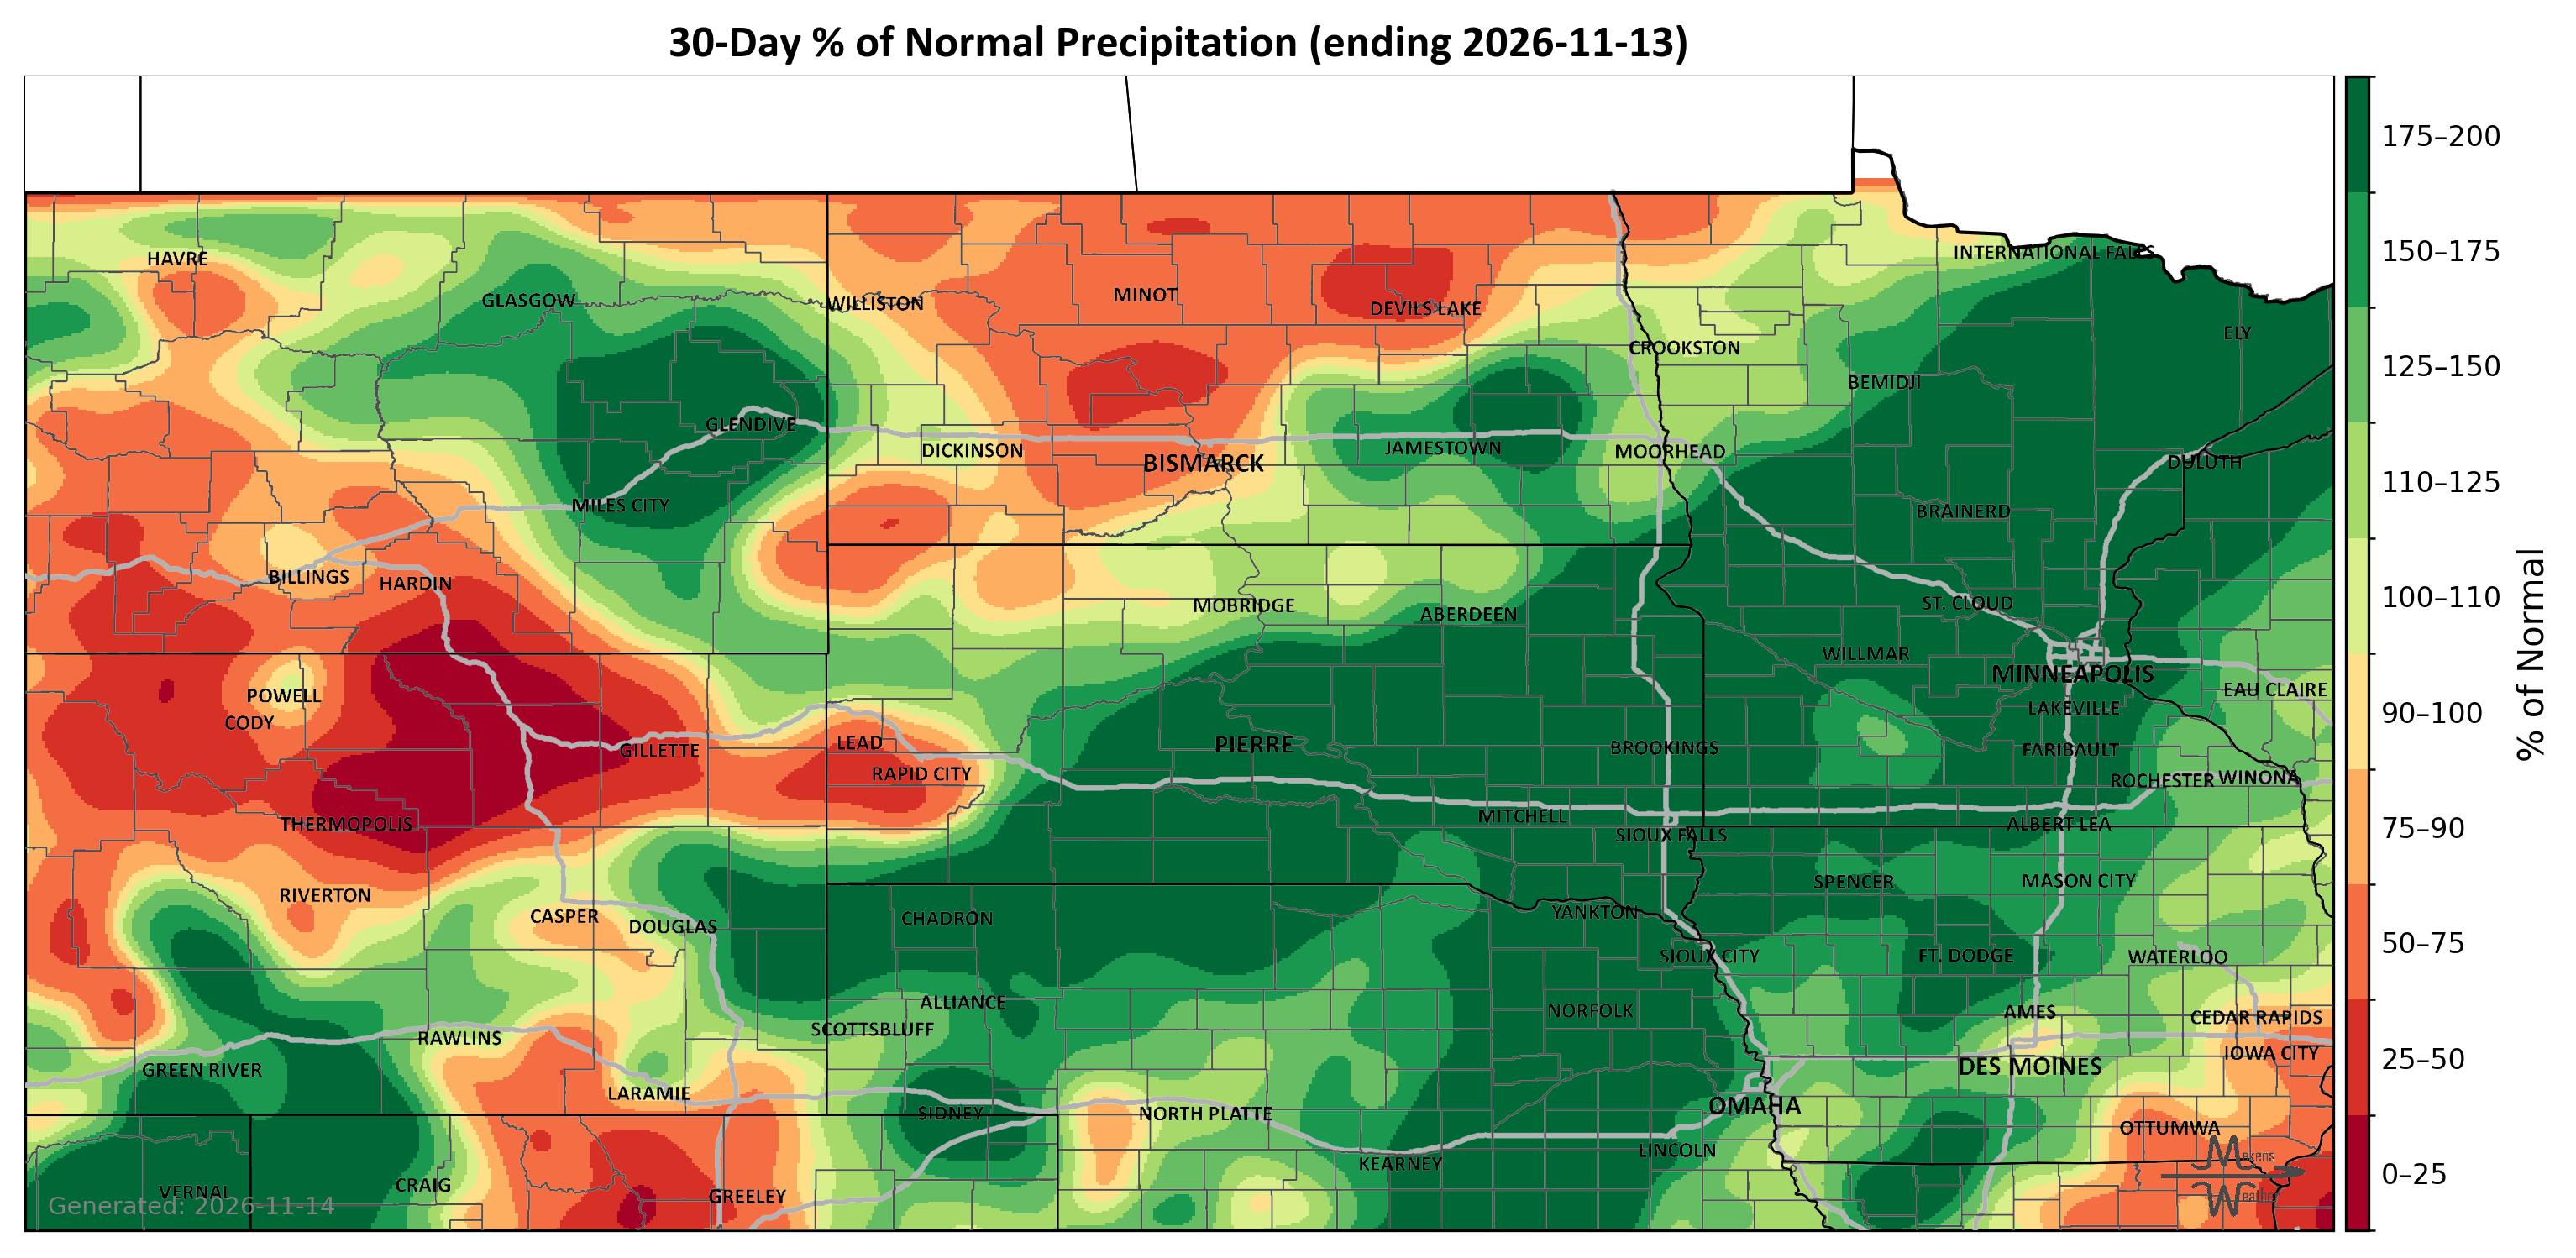 30-Day % of Normal Precipitation (ending 2026-11-13)
175–200
INTERNATIONAL FALLS
150–175
HAVRE
GLASGOW
WILLISTON
MINOT
DEVILS LAKE
ELY
CROOKSTON
125–150
BEMIDJI
GLENDIVE
DICKINSON
BISMARCK
JAMESTOWN
MOORHEAD
DULUTH
110–125
MILES CITY
BRAINERD
BILLINGS
HARDIN
MOBRIDGE
ABERDEEN
ST. CLOUD
100–110
% of Normal
POWELL
CODY
WILLMAR
MINNEAPOLIS
EAU CLAIRE
LAKEVILLE
90–100
GILLETTE
LEAD
RAPID CITY
PIERRE
BROOKINGS
FARIBAULT
ROCHESTER
WINONA
THERMOPOLIS
MITCHELL
SIOUX FALLS
ALBERT LEA
75–90
RIVERTON
CASPER
DOUGLAS
CHADRON
YANKTON
SPENCER
MASON CITY
SIOUX CITY
FT. DODGE
WATERLOO
50–75
RAWLINS
SCOTTSBLUFF
ALLIANCE
NORFOLK
AMES
CEDAR RAPIDS
GREEN RIVER
LARAMIE
DES MOINES
IOWA CITY
25–50
SIDNEY
NORTH PLATTE
OMAHA
OTTUMWA
KEARNEY
LINCOLN
Makens
Weather
0–25
VERNAL
CRAIG
GREELEY
Generated: 2026-11-14